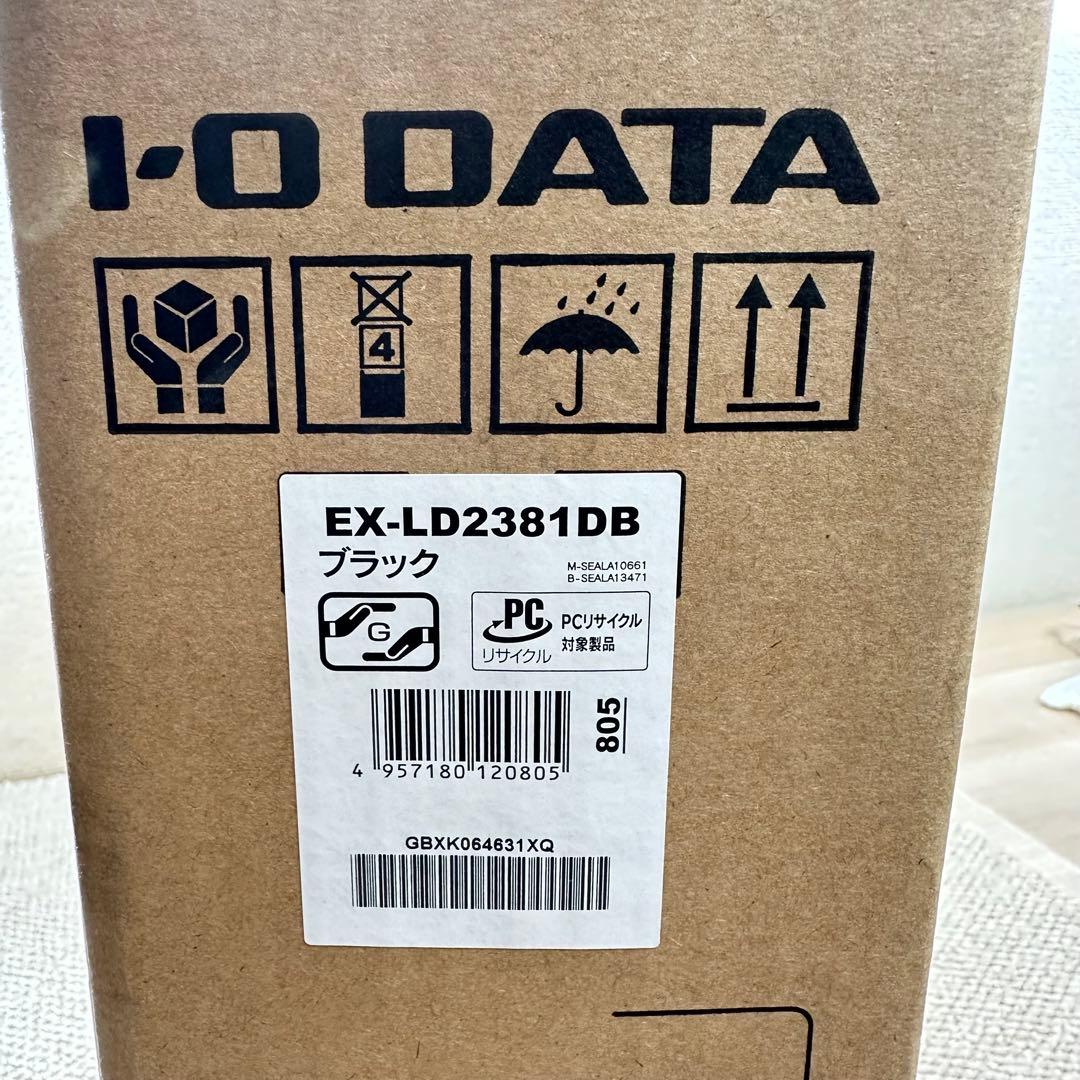 I-O DATA
4
EX-LD2381DB
ブラック
M-SEALA10661
B-SEALA13471
G
PC
リサイクル
PCリサイクル
対象製品
805
4 957180 120805
GBXK064631XQ